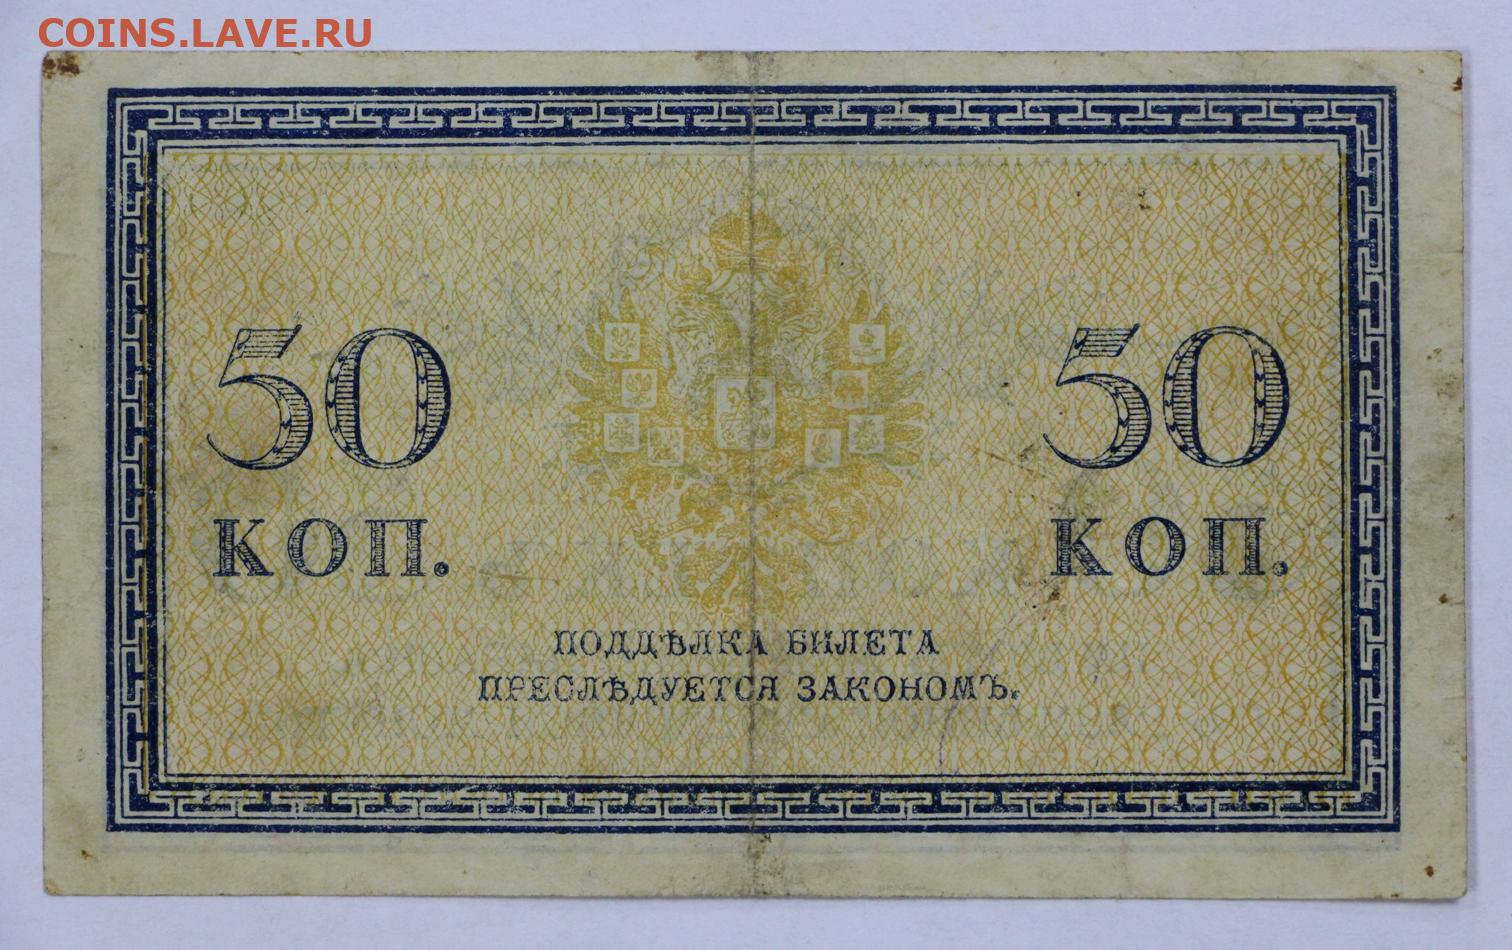 COINS.LAVE.RU
50 50
КОП. КОП.
ПОДДѢЛКА БИЛЕТА
ПРЕСЛѢДУЕТСЯ ЗАКОНОМЪ.